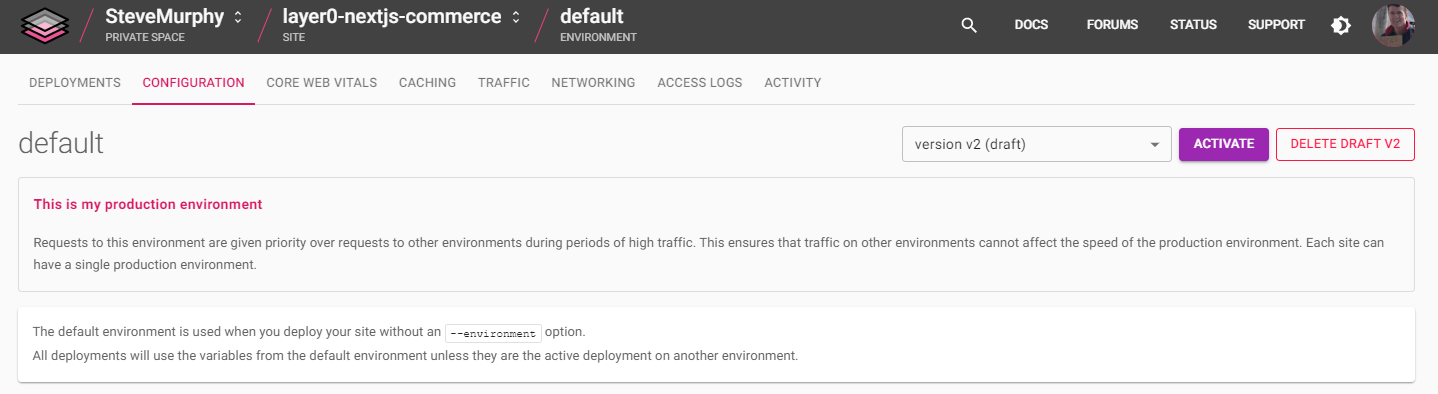 SteveMurphy layer0-nextjs-commerce default
PRIVATE SPACE SITE ENVIRONMENT
DOCS FORUMS STATUS SUPPORT
DEPLOYMENTS CONFIGURATION CORE WEB VITALS CACHING TRAFFIC NETWORKING ACCESS LOGS ACTIVITY
default
version v2 (draft) ACTIVATE DELETE DRAFT V2
This is my production environment
Requests to this environment are given priority over requests to other environments during periods of high traffic. This ensures that traffic on other environments cannot affect the speed of the production environment. Each site can
have a single production environment.
The default environment is used when you deploy your site without an --environment option.
All deployments will use the variables from the default environment unless they are the active deployment on another environment.